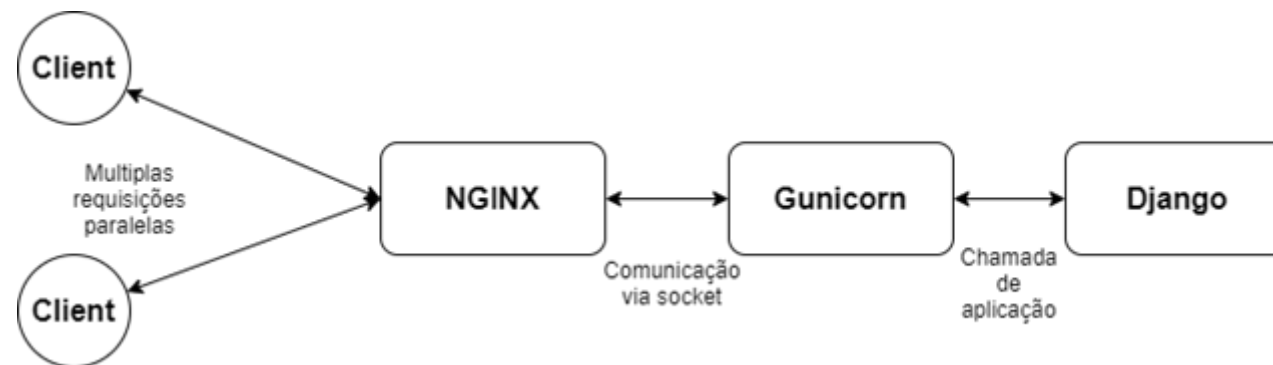 Client
Multiplas
requisições
paralelas
Client
NGINX
Comunicação
via socket
Gunicorn
Chamada
de
aplicação
Django